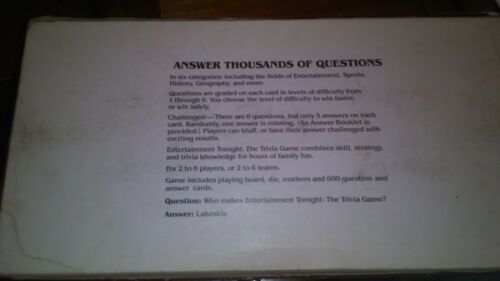 ANSWER THOUSANDS OF QUESTIONS
In six categories: including the fields of Entertainment, Sports,
History, Geography, and more.
Questions are graded on each card in levels of difficulty from
1 through 6. You choose the level of difficulty to win faster,
or win safely.
Challenges!—There are 6 questions, but only 5 answers on each
card. Randomly, one answer is missing. (An Answer Booklet is
provided.) Players can bluff, or have their answer challenged with
exciting results.
Entertainment Tonight: The Trivia Game combines skill, strategy
and trivia knowledge for hours of family fun.
For 2 to 6 players, or 2 to 6 teams.
Game includes playing board, die, markers and 600 question and
answer cards.
Question: Who makes Entertainment Tonight: The Trivia Game?
Answer: Lakeside